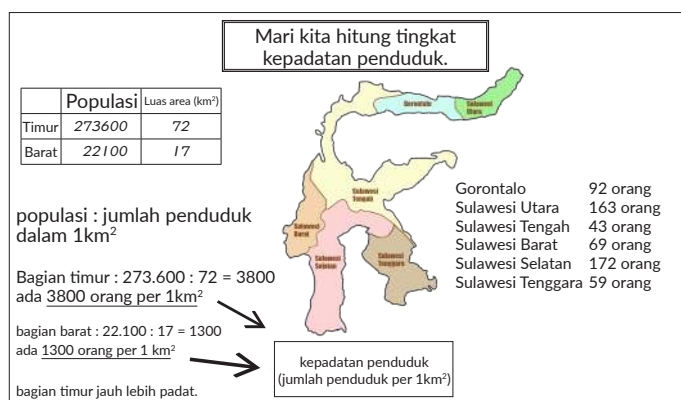 Mari kita hitung tingkat
kepadatan penduduk.
Populasi Luas area (km²)
Timur 273600 72
Barat 22100 17
populasi : jumlah penduduk
dalam 1km²
Bagian timur : 273.600 : 72 = 3800
ada 3800 orang per 1km²
bagian barat : 22.100 : 17 = 1300
ada 1300 orang per 1 km²
bagian timur jauh lebih padat.
Gorontalo
Sulawesi
Utara
Sulawesi
Tengah
Sulawesi
Barat
Sulawesi
Selatan
Sulawesi
Tenggara
Gorontalo 92 orang
Sulawesi Utara 163 orang
Sulawesi Tengah 43 orang
Sulawesi Barat 69 orang
Sulawesi Selatan 172 orang
Sulawesi Tenggara 59 orang
kepadatan penduduk
(jumlah penduduk per 1km²)